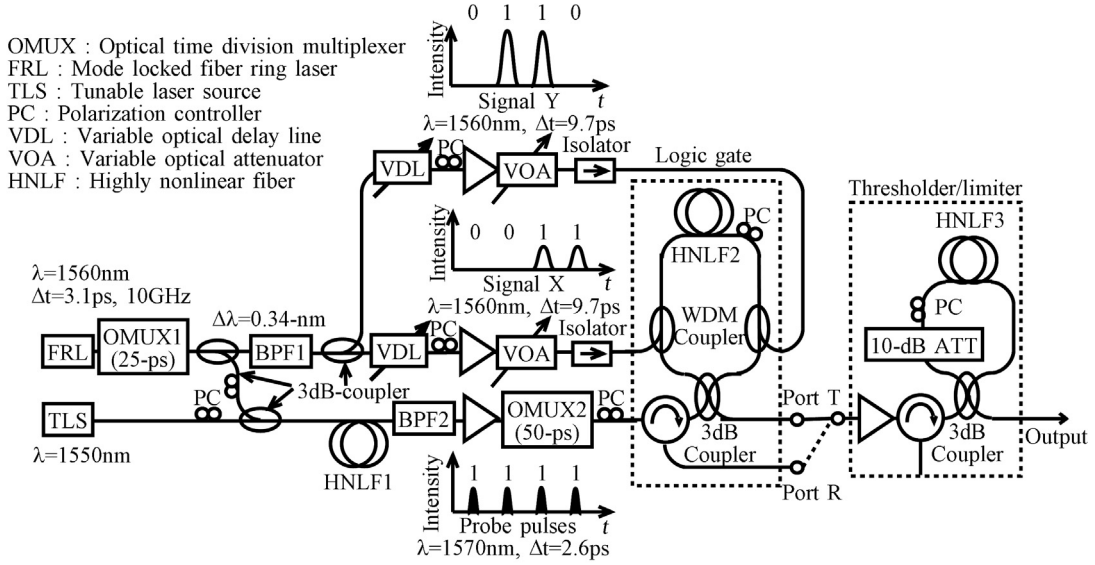 OMUX : Optical time division multiplexer
FRL : Mode locked fiber ring laser
TLS : Tunable laser source
PC : Polarization controller
VDL : Variable optical delay line
VOA : Variable optical attenuator
HNLF : Highly nonlinear fiber
0 1 1 0
Intensity
Signal Y
t
λ=1560nm, Δt=9.7ps
VDL
PC
VOA
Isolator
Logic gate
0 0 1 1
Intensity
Signal X
t
λ=1560nm, Δt=9.7ps
λ=1560nm
Δt=3.1ps, 10GHz
FRL
OMUX1
(25-ps)
Δλ=0.34-nm
BPF1
VDL
PC
VOA
Isolator
3dB-coupler
PC
TLS
λ=1550nm
HNLF1
BPF2
OMUX2
(50-ps)
PC
1 1 1 1
Intensity
Probe pulses
t
λ=1570nm, Δt=2.6ps
HNLF2
PC
WDM
Coupler
3dB
Coupler
Port T
Port R
Thresholder/limiter
HNLF3
PC
10-dB ATT
3dB
Coupler
Output